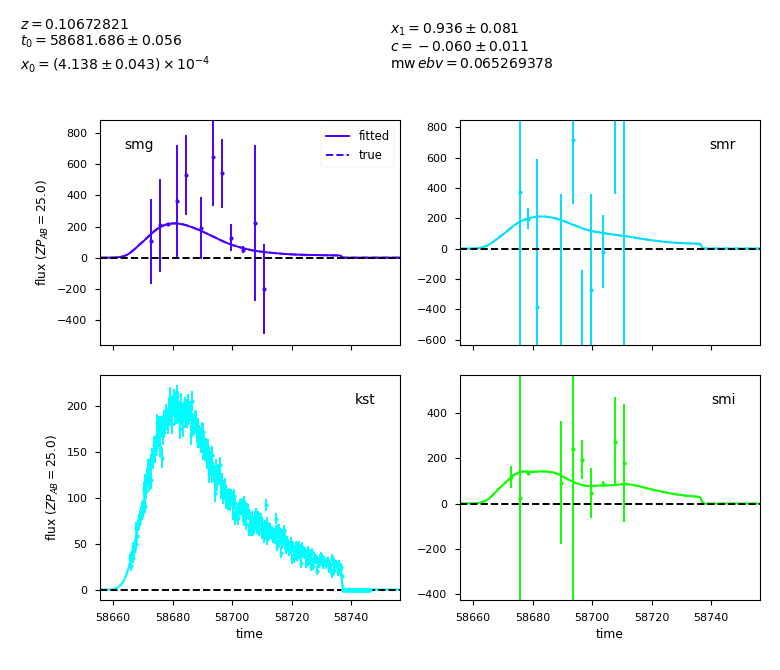 z = 0.10672821
t₀ = 58681.686 ± 0.056
x₀ = (4.138 ± 0.043) × 10⁻⁴
x₁ = 0.936 ± 0.081
c = −0.060 ± 0.011
mw ebv = 0.065269378
smg
fitted
true
flux (ZP_AB = 25.0)
800
600
400
200
0
−200
−400
smr
800
600
400
200
0
−200
−400
−600
kst
flux (ZP_AB = 25.0)
200
150
100
50
0
58660 58680 58700 58720 58740
time
smi
400
200
0
−200
−400
58660 58680 58700 58720 58740
time